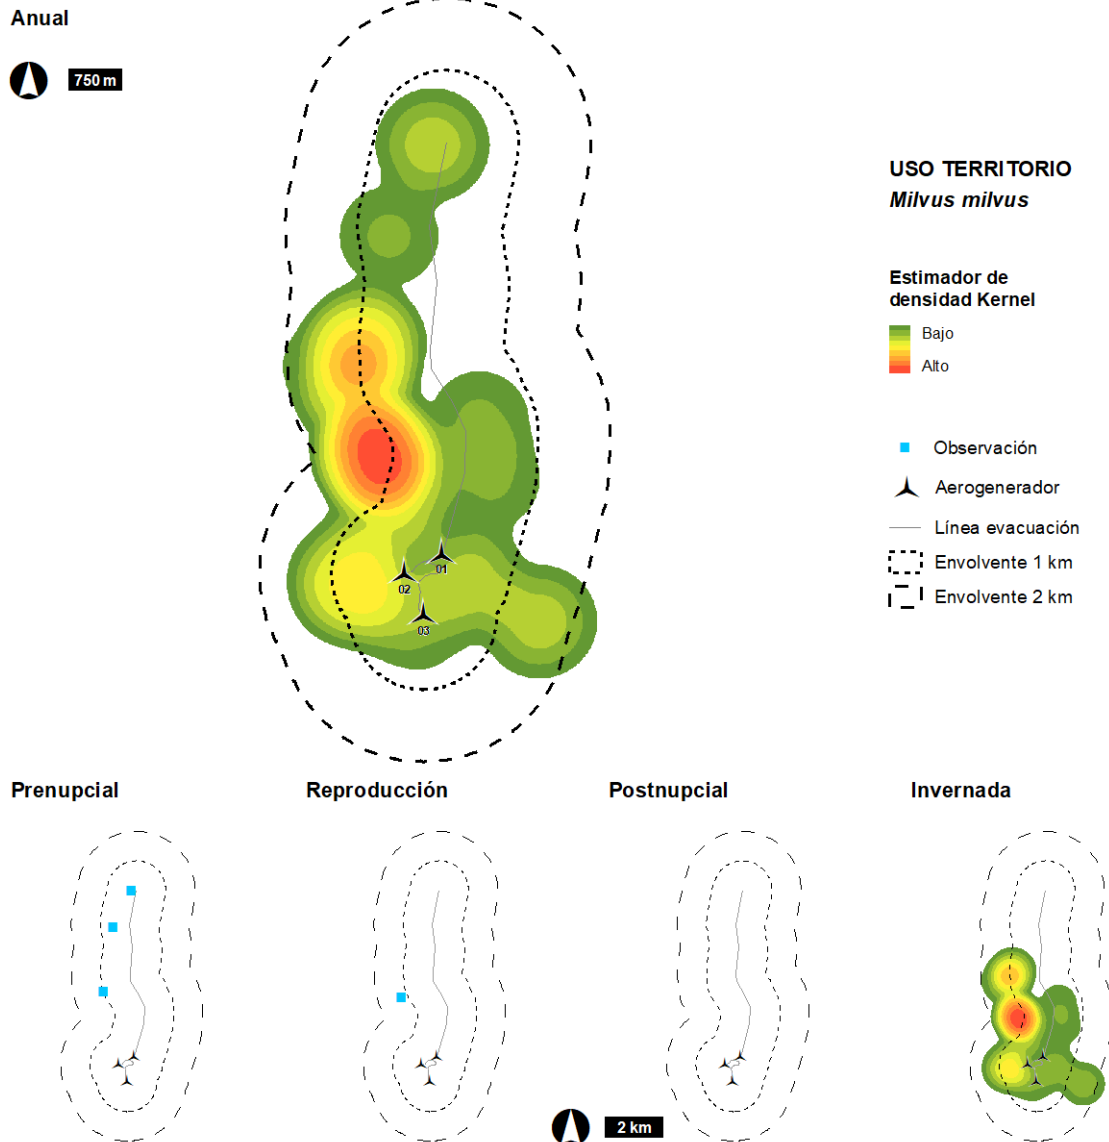 Anual
750 m
USO TERRITORIO
Milvus milvus
Estimador de
densidad Kernel
Bajo
Alto
Observación
Aerogenerador
Línea evacuación
Envolvente 1 km
Envolvente 2 km
01
02
03
Prenupcial
Reproducción
Postnupcial
Invernada
2 km